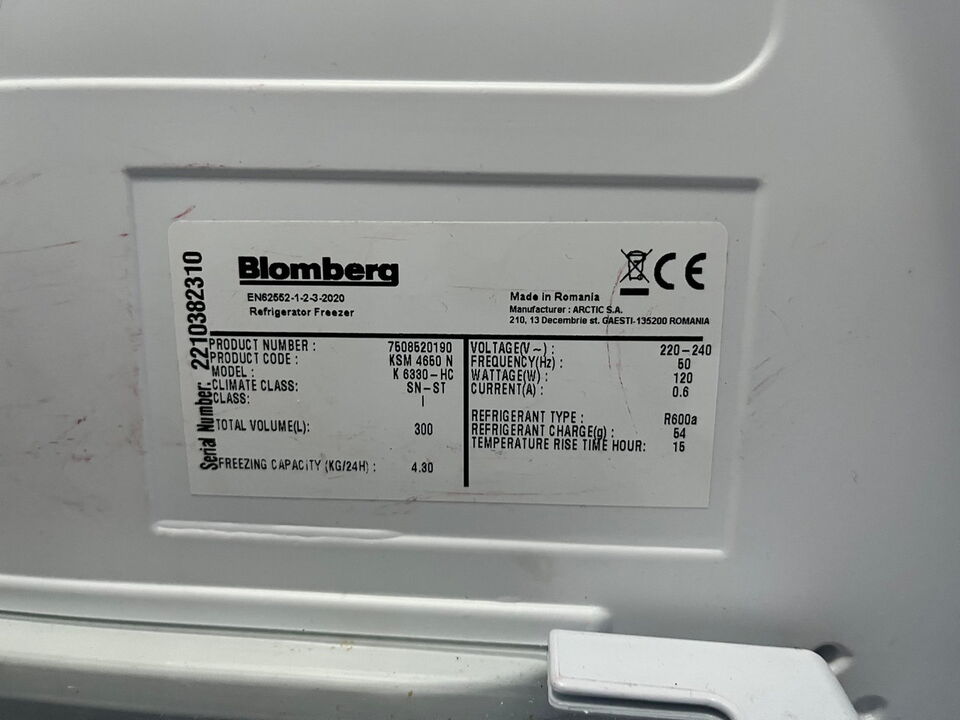 Blomberg
EN62552-1-2-3-2020
Refrigerator Freezer
CE
Made in Romania
Manufacturer : ARCTIC S.A.
210, 13 Decembrie st. GAESTI-135200 ROMANIA
Serial Number: 2210382310
PRODUCT NUMBER : 7508520190
PRODUCT CODE : KSM 4650 N
MODEL : K 6330-HC
CLIMATE CLASS: SN-ST
CLASS: I
TOTAL VOLUME(L): 300
FREEZING CAPACITY (KG/24H) : 4.30
VOLTAGE(V ~) : 220-240
FREQUENCY(Hz) : 50
WATTAGE(W) : 120
CURRENT(A) : 0.6
REFRIGERANT TYPE : R600a
REFRIGERANT CHARGE(g) : 54
TEMPERATURE RISE TIME HOUR: 15